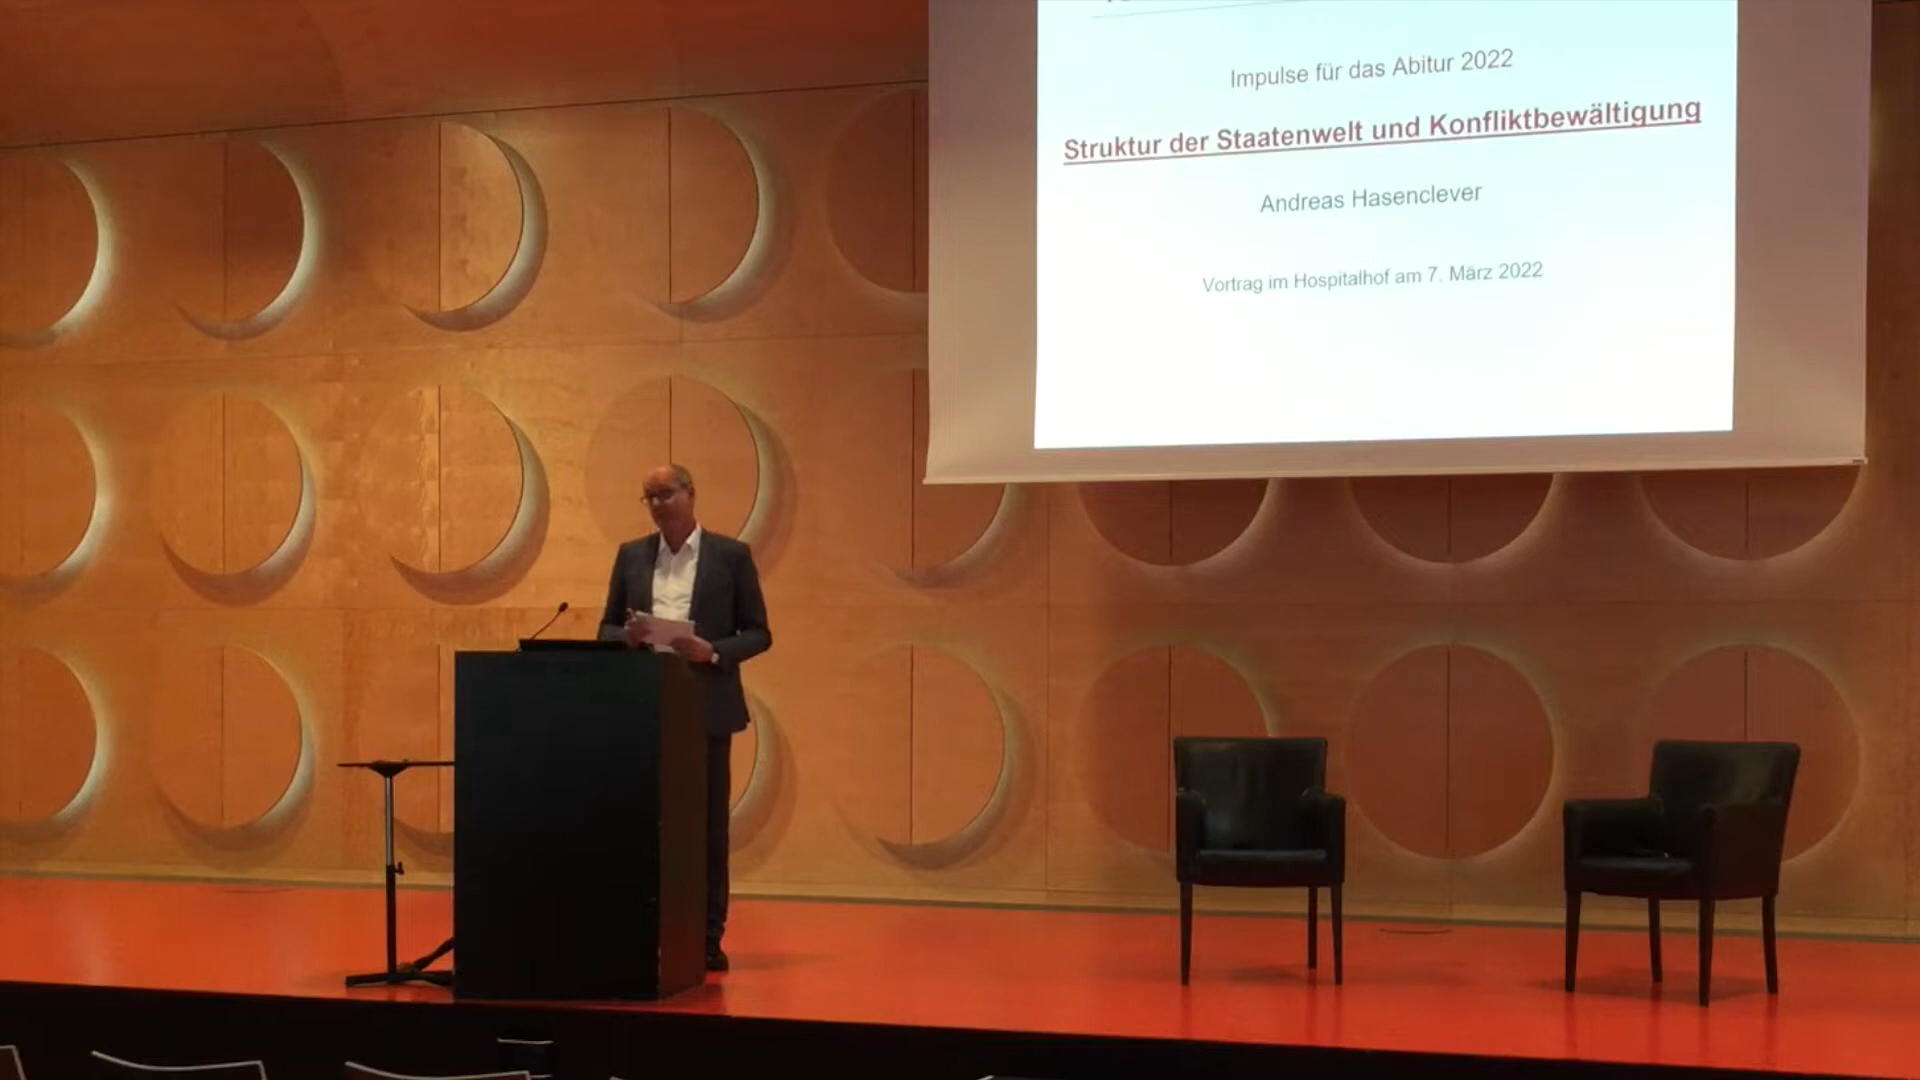 Impulse für das Abitur 2022
Struktur der Staatenwelt und Konfliktbewältigung
Andreas Hasenclever
Vortrag im Hospitalhof am 7. März 2022